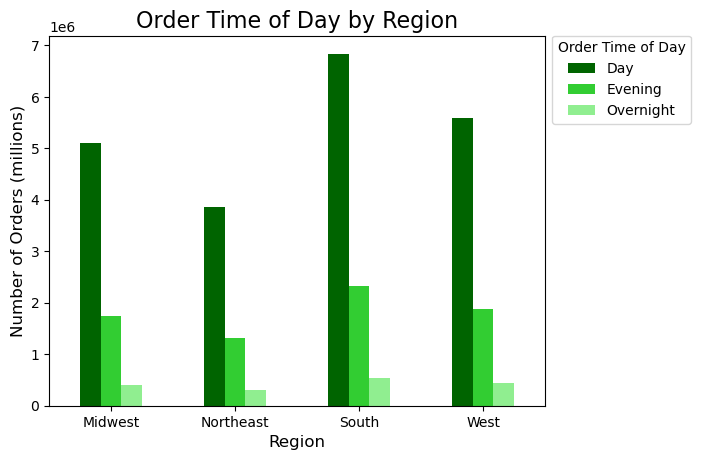 Order Time of Day by Region
1e6
Number of Orders (millions)
7
6
5
4
3
2
1
0
Midwest
Northeast
South
West
Region
Order Time of Day
Day
Evening
Overnight